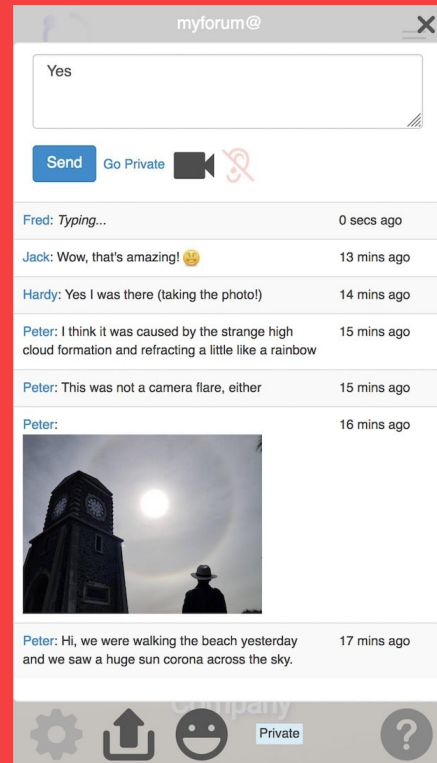 myforum@
Yes
Send Go Private
Fred: Typing... 0 secs ago
Jack: Wow, that's amazing! 13 mins ago
Hardy: Yes I was there (taking the photo!) 14 mins ago
Peter: I think it was caused by the strange high 15 mins ago
cloud formation and refracting a little like a rainbow
Peter: This was not a camera flare, either 15 mins ago
Peter: 16 mins ago
Peter: Hi, we were walking the beach yesterday 17 mins ago
and we saw a huge sun corona across the sky.
Company
Private
?